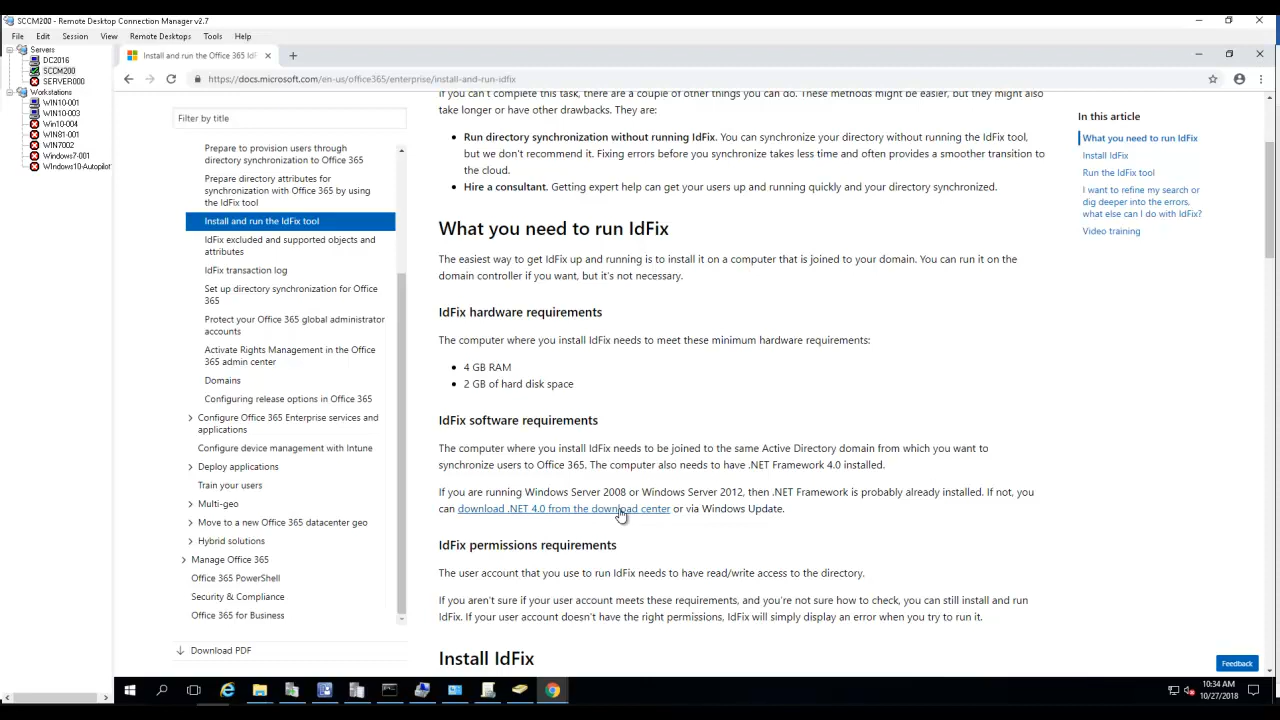 SCCM200 - Remote Desktop Connection Manager v2.7
File Edit Session View Remote Desktops Tools Help
Servers
DC2016
SCCM200
SERVER000
Workstations
WIN10-001
WIN10-003
Win10-004
WIN81-001
WIN7002
Windows7-001
WIndows10-Autopilot
Install and run the Office 365 IdF
https://docs.microsoft.com/en-us/office365/enterprise/install-and-run-idfix
Filter by title
Prepare to provision users through
directory synchronization to Office 365
Prepare directory attributes for
synchronization with Office 365 by using
the IdFix tool
Install and run the IdFix tool
IdFix excluded and supported objects and
attributes
IdFix transaction log
Set up directory synchronization for Office
365
Protect your Office 365 global administrator
accounts
Activate Rights Management in the Office
365 admin center
Domains
Configuring release options in Office 365
Configure Office 365 Enterprise services and
applications
Configure device management with Intune
Deploy applications
Train your users
Multi-geo
Move to a new Office 365 datacenter geo
Hybrid solutions
Manage Office 365
Office 365 PowerShell
Security & Compliance
Office 365 for Business
Download PDF
If you can't complete this task, there are a couple of other things you can do. These methods might be easier, but they might also
take longer or have other drawbacks. They are:
• Run directory synchronization without running IdFix. You can synchronize your directory without running the IdFix tool,
but we don't recommend it. Fixing errors before you synchronize takes less time and often provides a smoother transition to
the cloud.
• Hire a consultant. Getting expert help can get your users up and running quickly and your directory synchronized.
What you need to run IdFix
The easiest way to get IdFix up and running is to install it on a computer that is joined to your domain. You can run it on the
domain controller if you want, but it's not necessary.
IdFix hardware requirements
The computer where you install IdFix needs to meet these minimum hardware requirements:
• 4 GB RAM
• 2 GB of hard disk space
IdFix software requirements
The computer where you install IdFix needs to be joined to the same Active Directory domain from which you want to
synchronize users to Office 365. The computer also needs to have .NET Framework 4.0 installed.
If you are running Windows Server 2008 or Windows Server 2012, then .NET Framework is probably already installed. If not, you
can download .NET 4.0 from the download center or via Windows Update.
IdFix permissions requirements
The user account that you use to run IdFix needs to have read/write access to the directory.
If you aren't sure if your user account meets these requirements, and you're not sure how to check, you can still install and run
IdFix. If your user account doesn't have the right permissions, IdFix will simply display an error when you try to run it.
Install IdFix
In this article
What you need to run IdFix
Install IdFix
Run the IdFix tool
I want to refine my search or
dig deeper into the errors,
what else can I do with IdFix?
Video training
Feedback
10:34 AM
10/27/2018